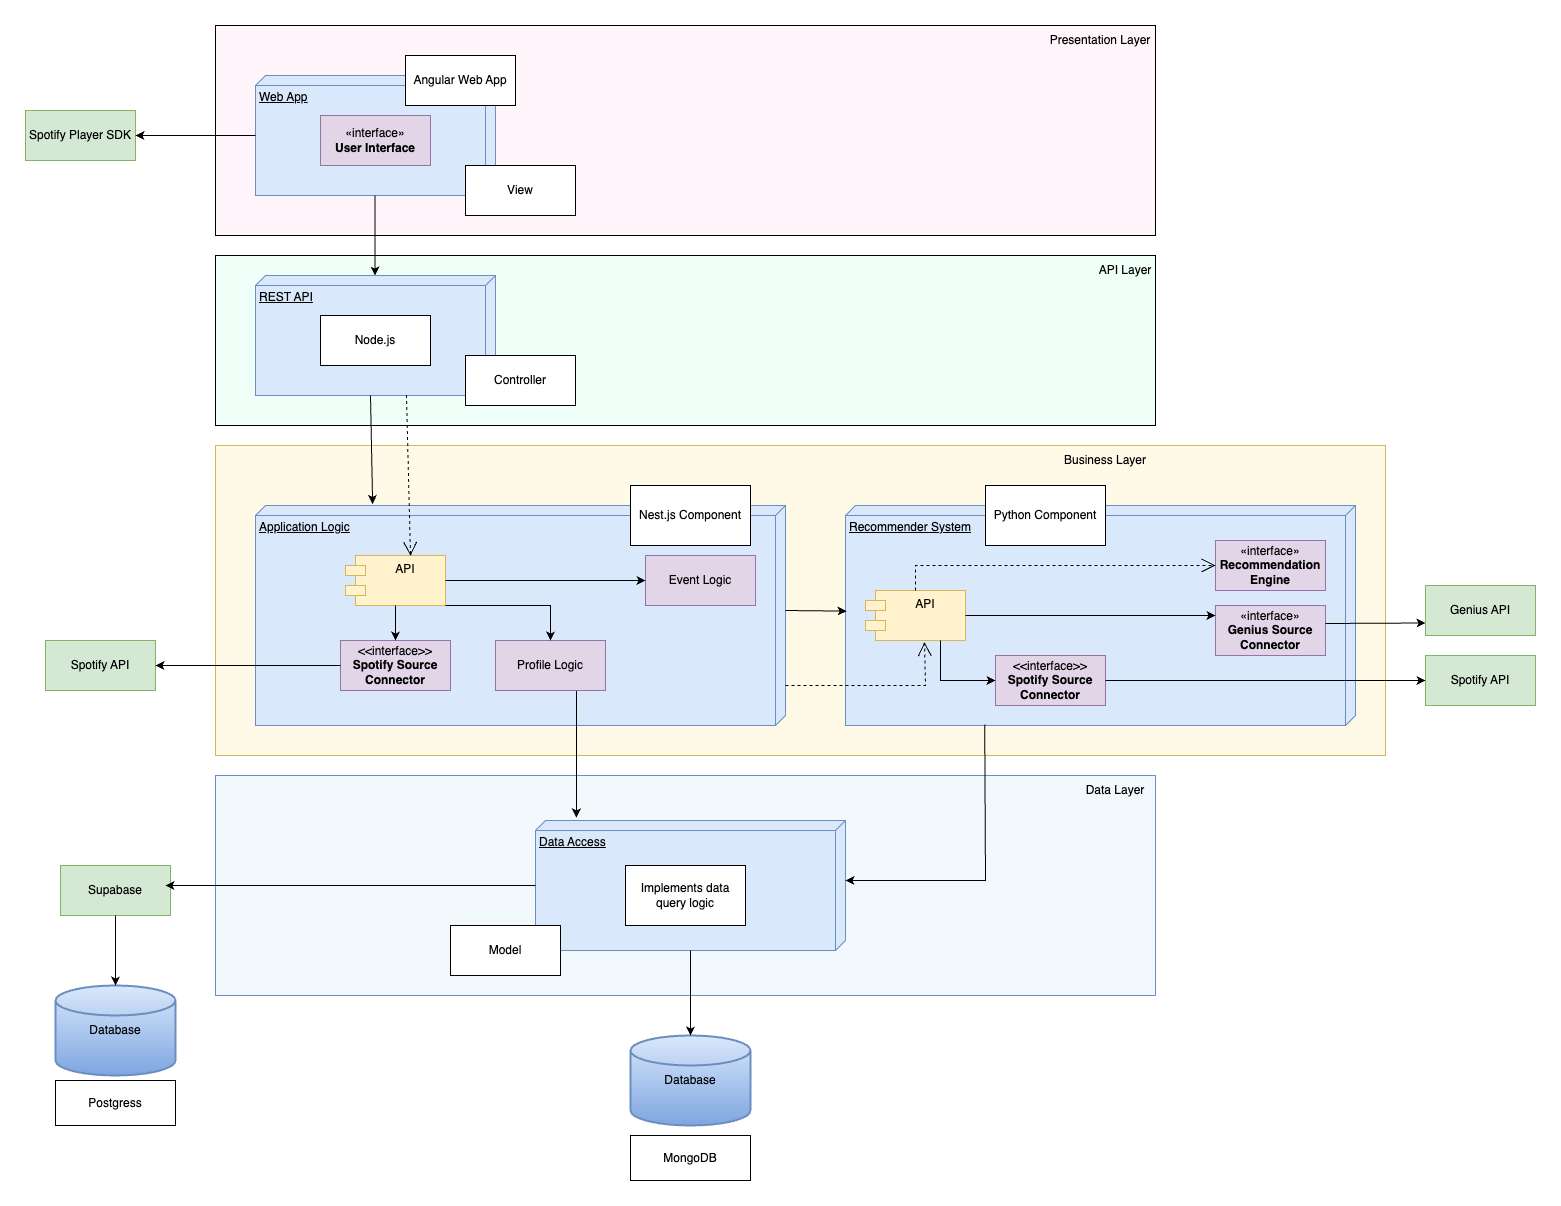 Presentation Layer
Angular Web App
Web App
«interface»
User Interface
Spotify Player SDK
View
API Layer
REST API
Node.js
Controller
Business Layer
Nest.js Component
Application Logic
API
Event Logic
<<interface>>
Spotify Source
Connector
Profile Logic
Spotify API
Python Component
Recommender System
«interface»
Recommendation
Engine
API
«interface»
Genius Source
Connector
Genius API
<<interface>>
Spotify Source
Connector
Spotify API
Data Layer
Data Access
Implements data
query logic
Supabase
Model
Database
Postgress
Database
MongoDB